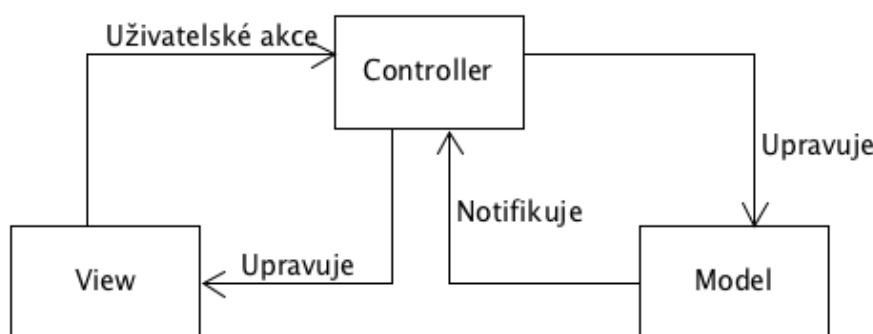 Uživatelské akce
Controller
Upravuje
Notifikuje
Upravuje
View
Model